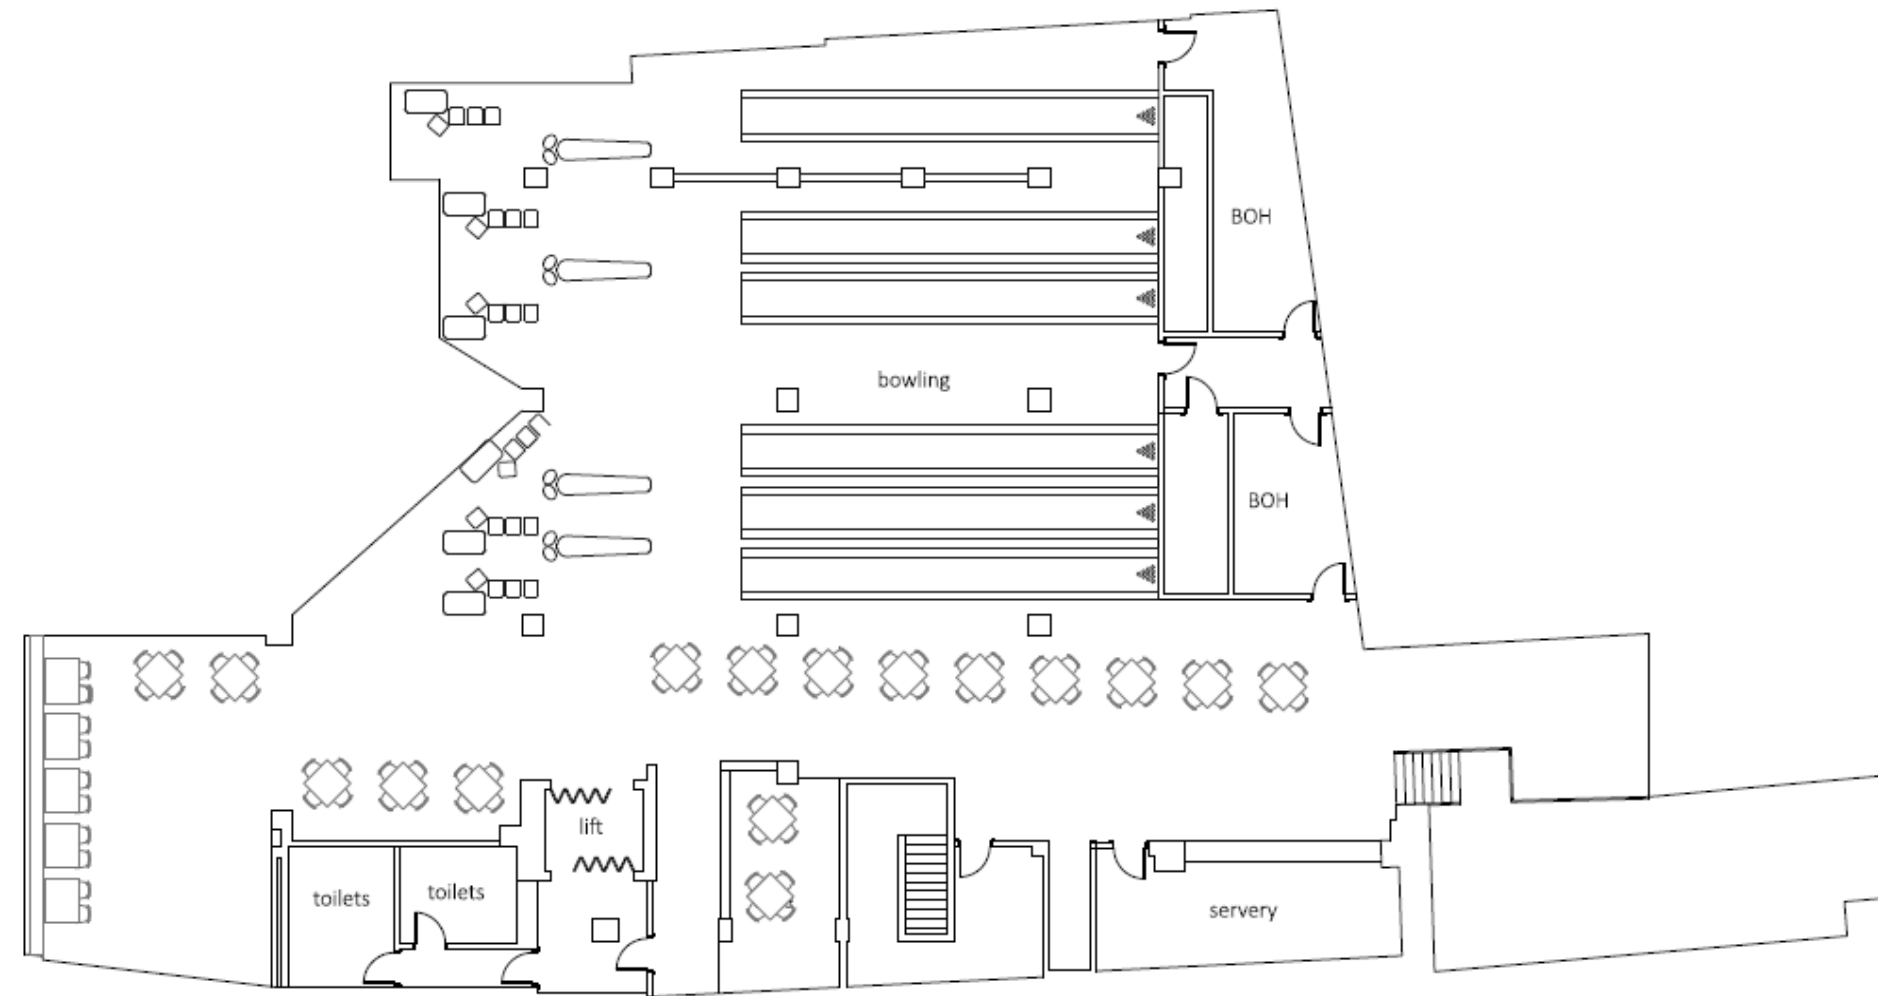 BOH
bowling
BOH
lift
toilets
toilets
servery